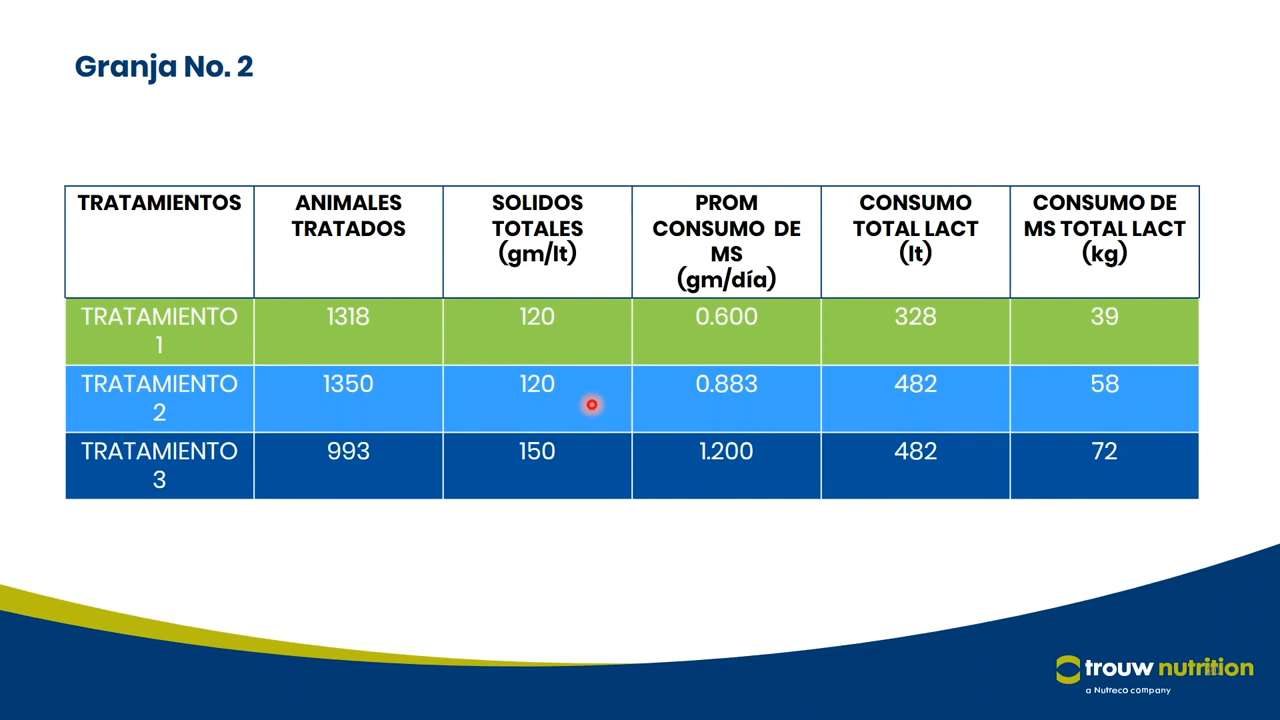 Granja No. 2
TRATAMIENTOS
ANIMALES
TRATADOS
SOLIDOS
TOTALES
(gm/lt)
PROM
CONSUMO DE
MS
(gm/día)
CONSUMO
TOTAL LACT
(lt)
CONSUMO DE
MS TOTAL LACT
(kg)
TRATAMIENTO
1
1318
120
0.600
328
39
TRATAMIENTO
2
1350
120
0.883
482
58
TRATAMIENTO
3
993
150
1.200
482
72
trouw nutrition
a Nutreco company